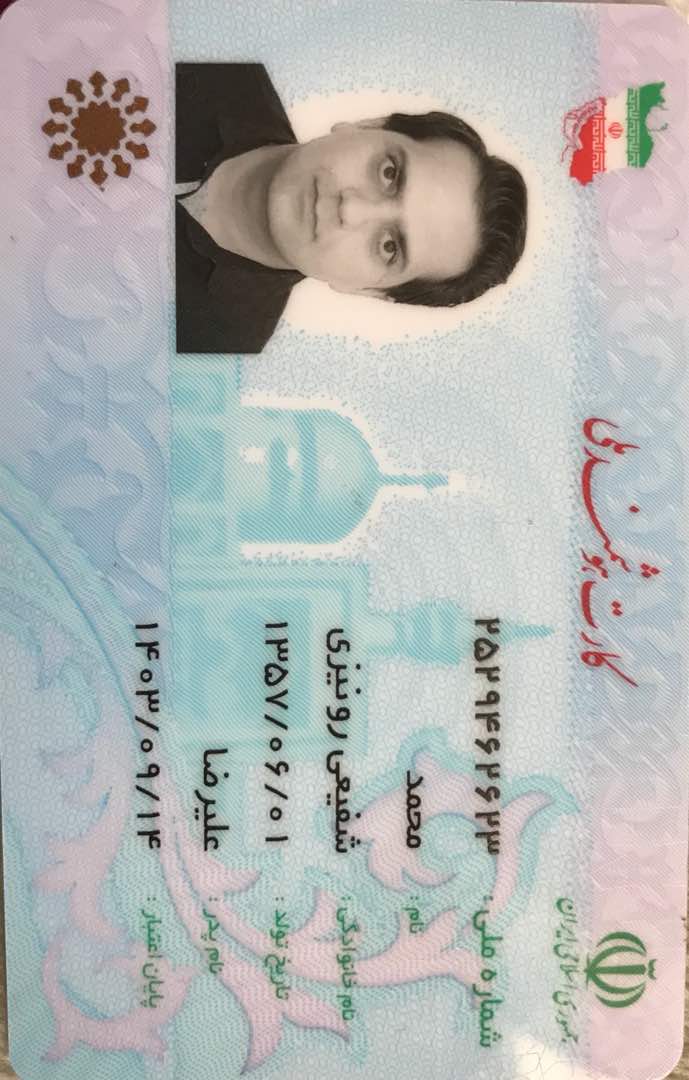 جمهوری اسلامی ایران
کارت هوشمند ملی
شماره ملی: ۲۵۲۹۴۶۲۶۲۳
نام: محمد
نام خانوادگی: شفیعی رونیزی
تاریخ تولد: ۱۳۵۷/۰۶/۰۱
نام پدر: علیرضا
پایان اعتبار: ۱۴۰۳/۰۹/۱۴